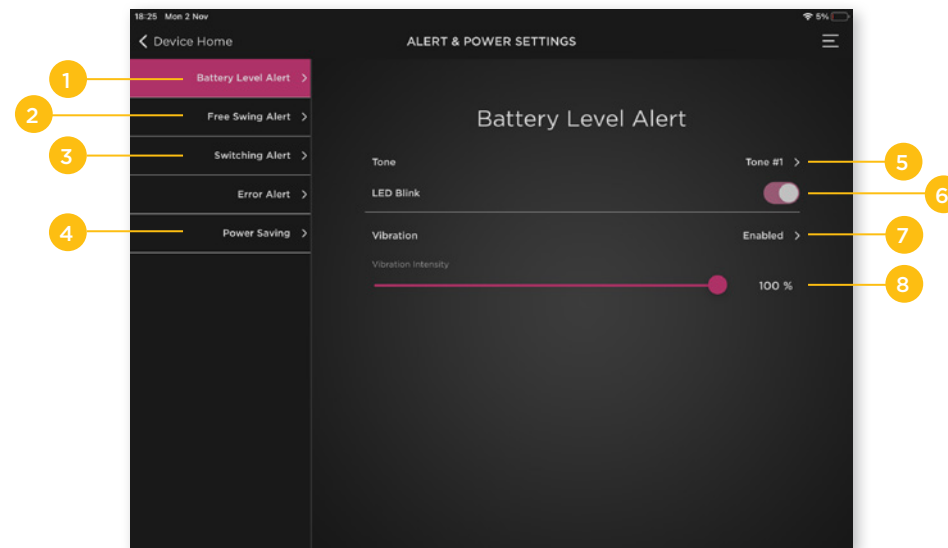 18:25 Mon 2 Nov
5%
Device Home
ALERT & POWER SETTINGS
1
Battery Level Alert
2
Free Swing Alert
3
Switching Alert
Error Alert
4
Power Saving
Battery Level Alert
Tone
Tone #1
5
LED Blink
6
Vibration
Enabled
7
Vibration Intensity
100 %
8